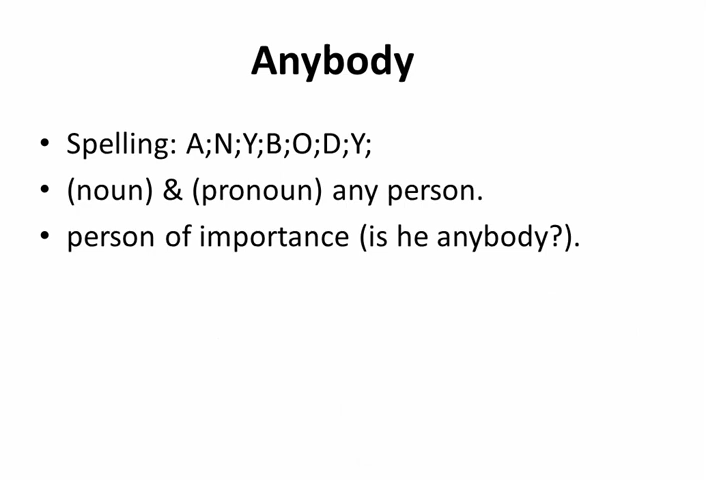 Anybody
• Spelling: A;N;Y;B;O;D;Y;
• (noun) & (pronoun) any person.
• person of importance (is he anybody?).